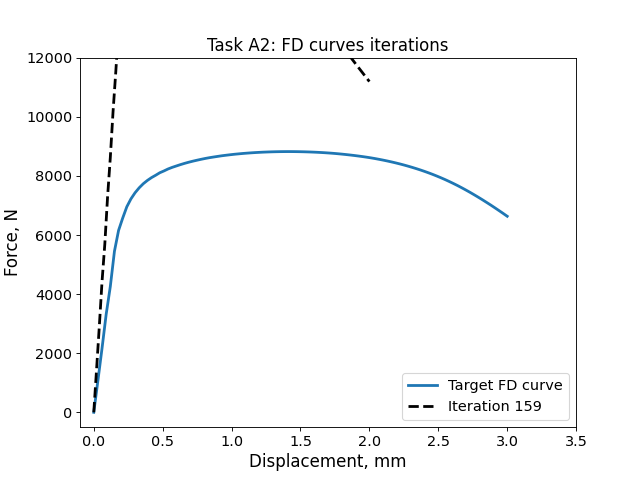 Task A2: FD curves iterations
Force, N
12000
10000
8000
6000
4000
2000
0
0.0 0.5 1.0 1.5 2.0 2.5 3.0 3.5
Displacement, mm
Target FD curve
Iteration 159